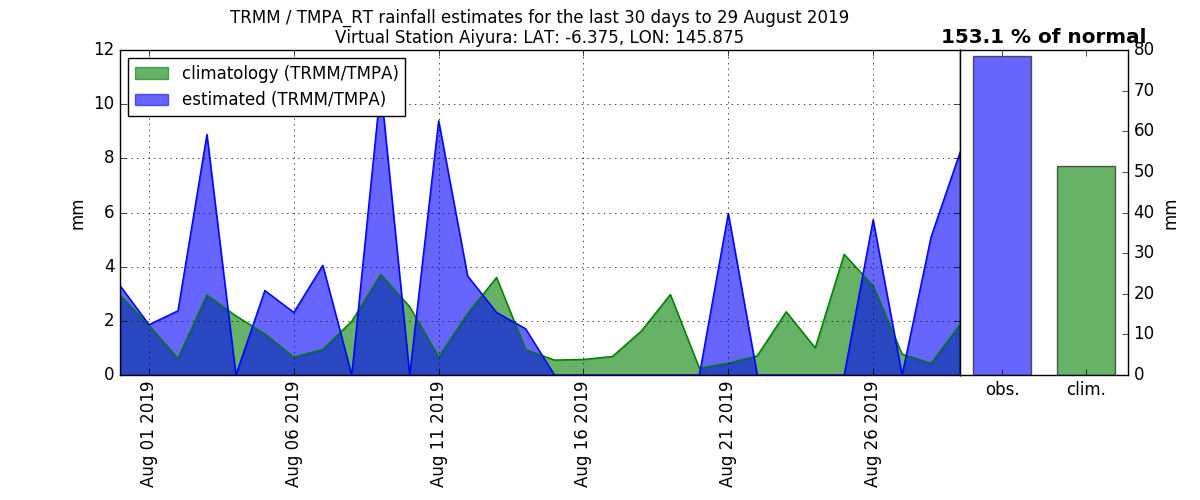 TRMM / TMPA_RT rainfall estimates for the last 30 days to 29 August 2019
Virtual Station Aiyura: LAT: -6.375, LON: 145.875
153.1 % of normal
climatology (TRMM/TMPA)
estimated (TRMM/TMPA)
12
10
8
6
4
2
0
mm
Aug 01 2019
Aug 06 2019
Aug 11 2019
Aug 16 2019
Aug 21 2019
Aug 26 2019
obs.
clim.
80
70
60
50
40
30
20
10
0
mm